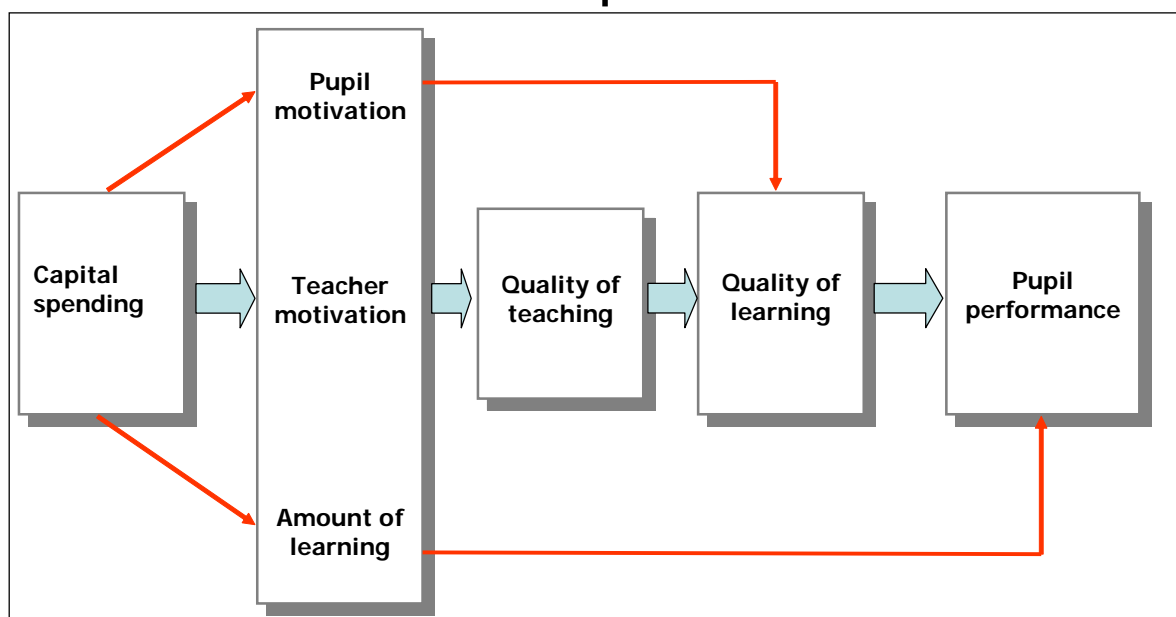 Pupil
motivation
Capital
spending
Teacher
motivation
Quality of
teaching
Quality of
learning
Pupil
performance
Amount of
learning